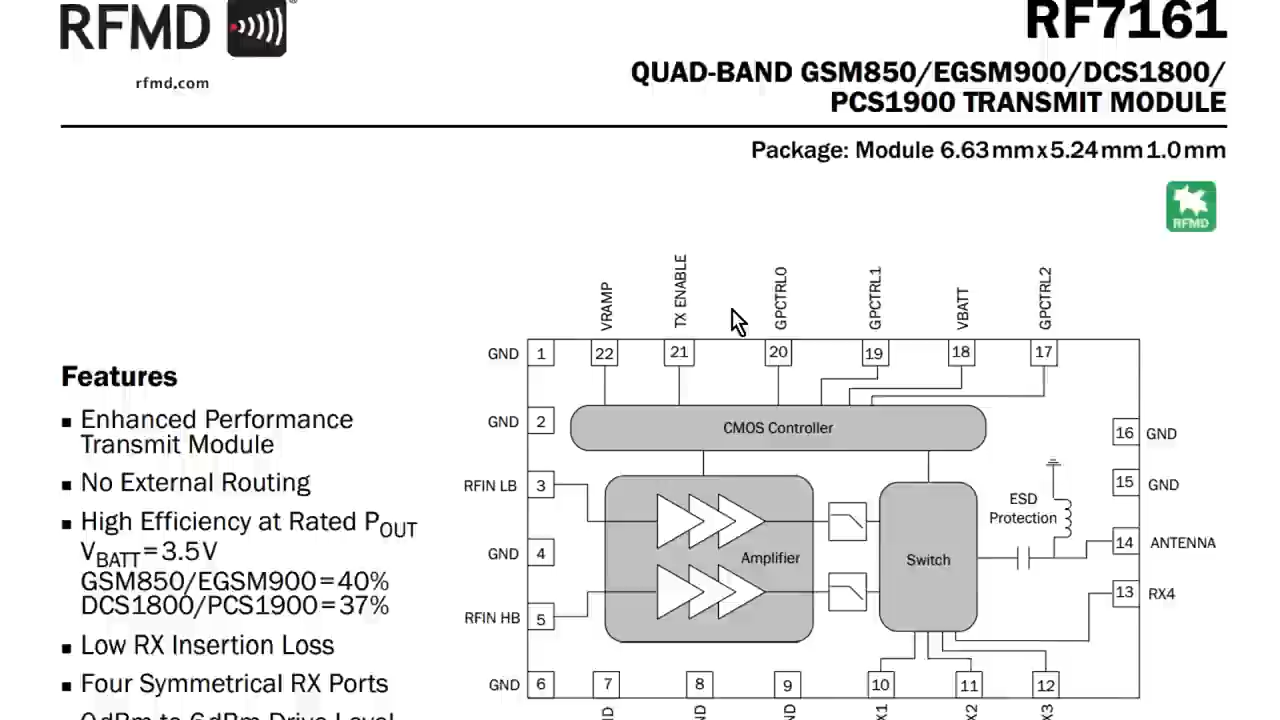 RFMD
rfmd.com
RF7161
QUAD-BAND GSM850/EGSM900/DCS1800/
PCS1900 TRANSMIT MODULE
Package: Module 6.63mmx5.24mm1.0mm
RFMD
Features
▪ Enhanced Performance
Transmit Module
▪ No External Routing
▪ High Efficiency at Rated POUT
VBATT=3.5V
GSM850/EGSM900=40%
DCS1800/PCS1900=37%
▪ Low RX Insertion Loss
▪ Four Symmetrical RX Ports
VRAMP
TX ENABLE
GPCTRL0
GPCTRL1
VBATT
GPCTRL2
GND 1
22
21
20
19
18
17
GND 2
CMOS Controller
16 GND
RFIN LB 3
15 GND
ESD
Protection
GND 4
Amplifier
Switch
14 ANTENNA
13 RX4
RFIN HB 5
GND 6
7
8
9
10
11
12